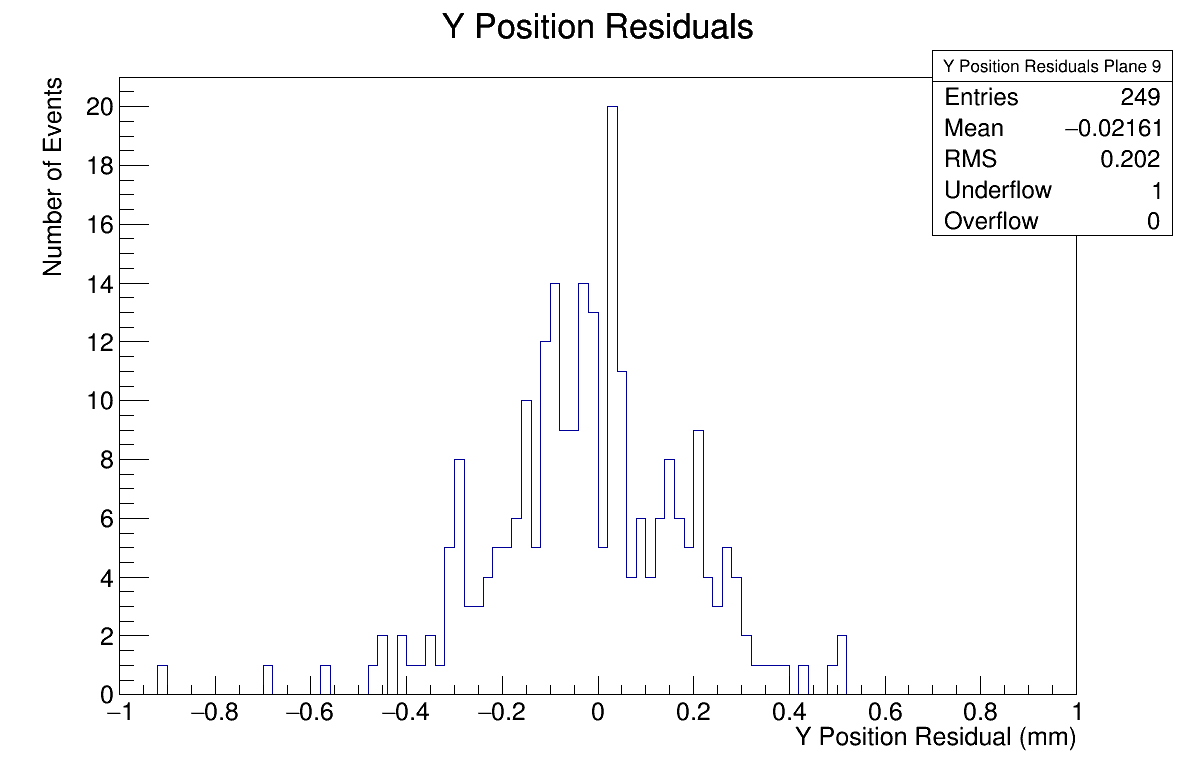 Y Position Residuals
Y Position Residuals Plane 9
Entries 249
Mean −0.02161
RMS 0.202
Underflow 1
Overflow 0
Number of Events
20
18
16
14
12
10
8
6
4
2
0
−1 −0.8 −0.6 −0.4 −0.2 0 0.2 0.4 0.6 0.8 1
Y Position Residual (mm)